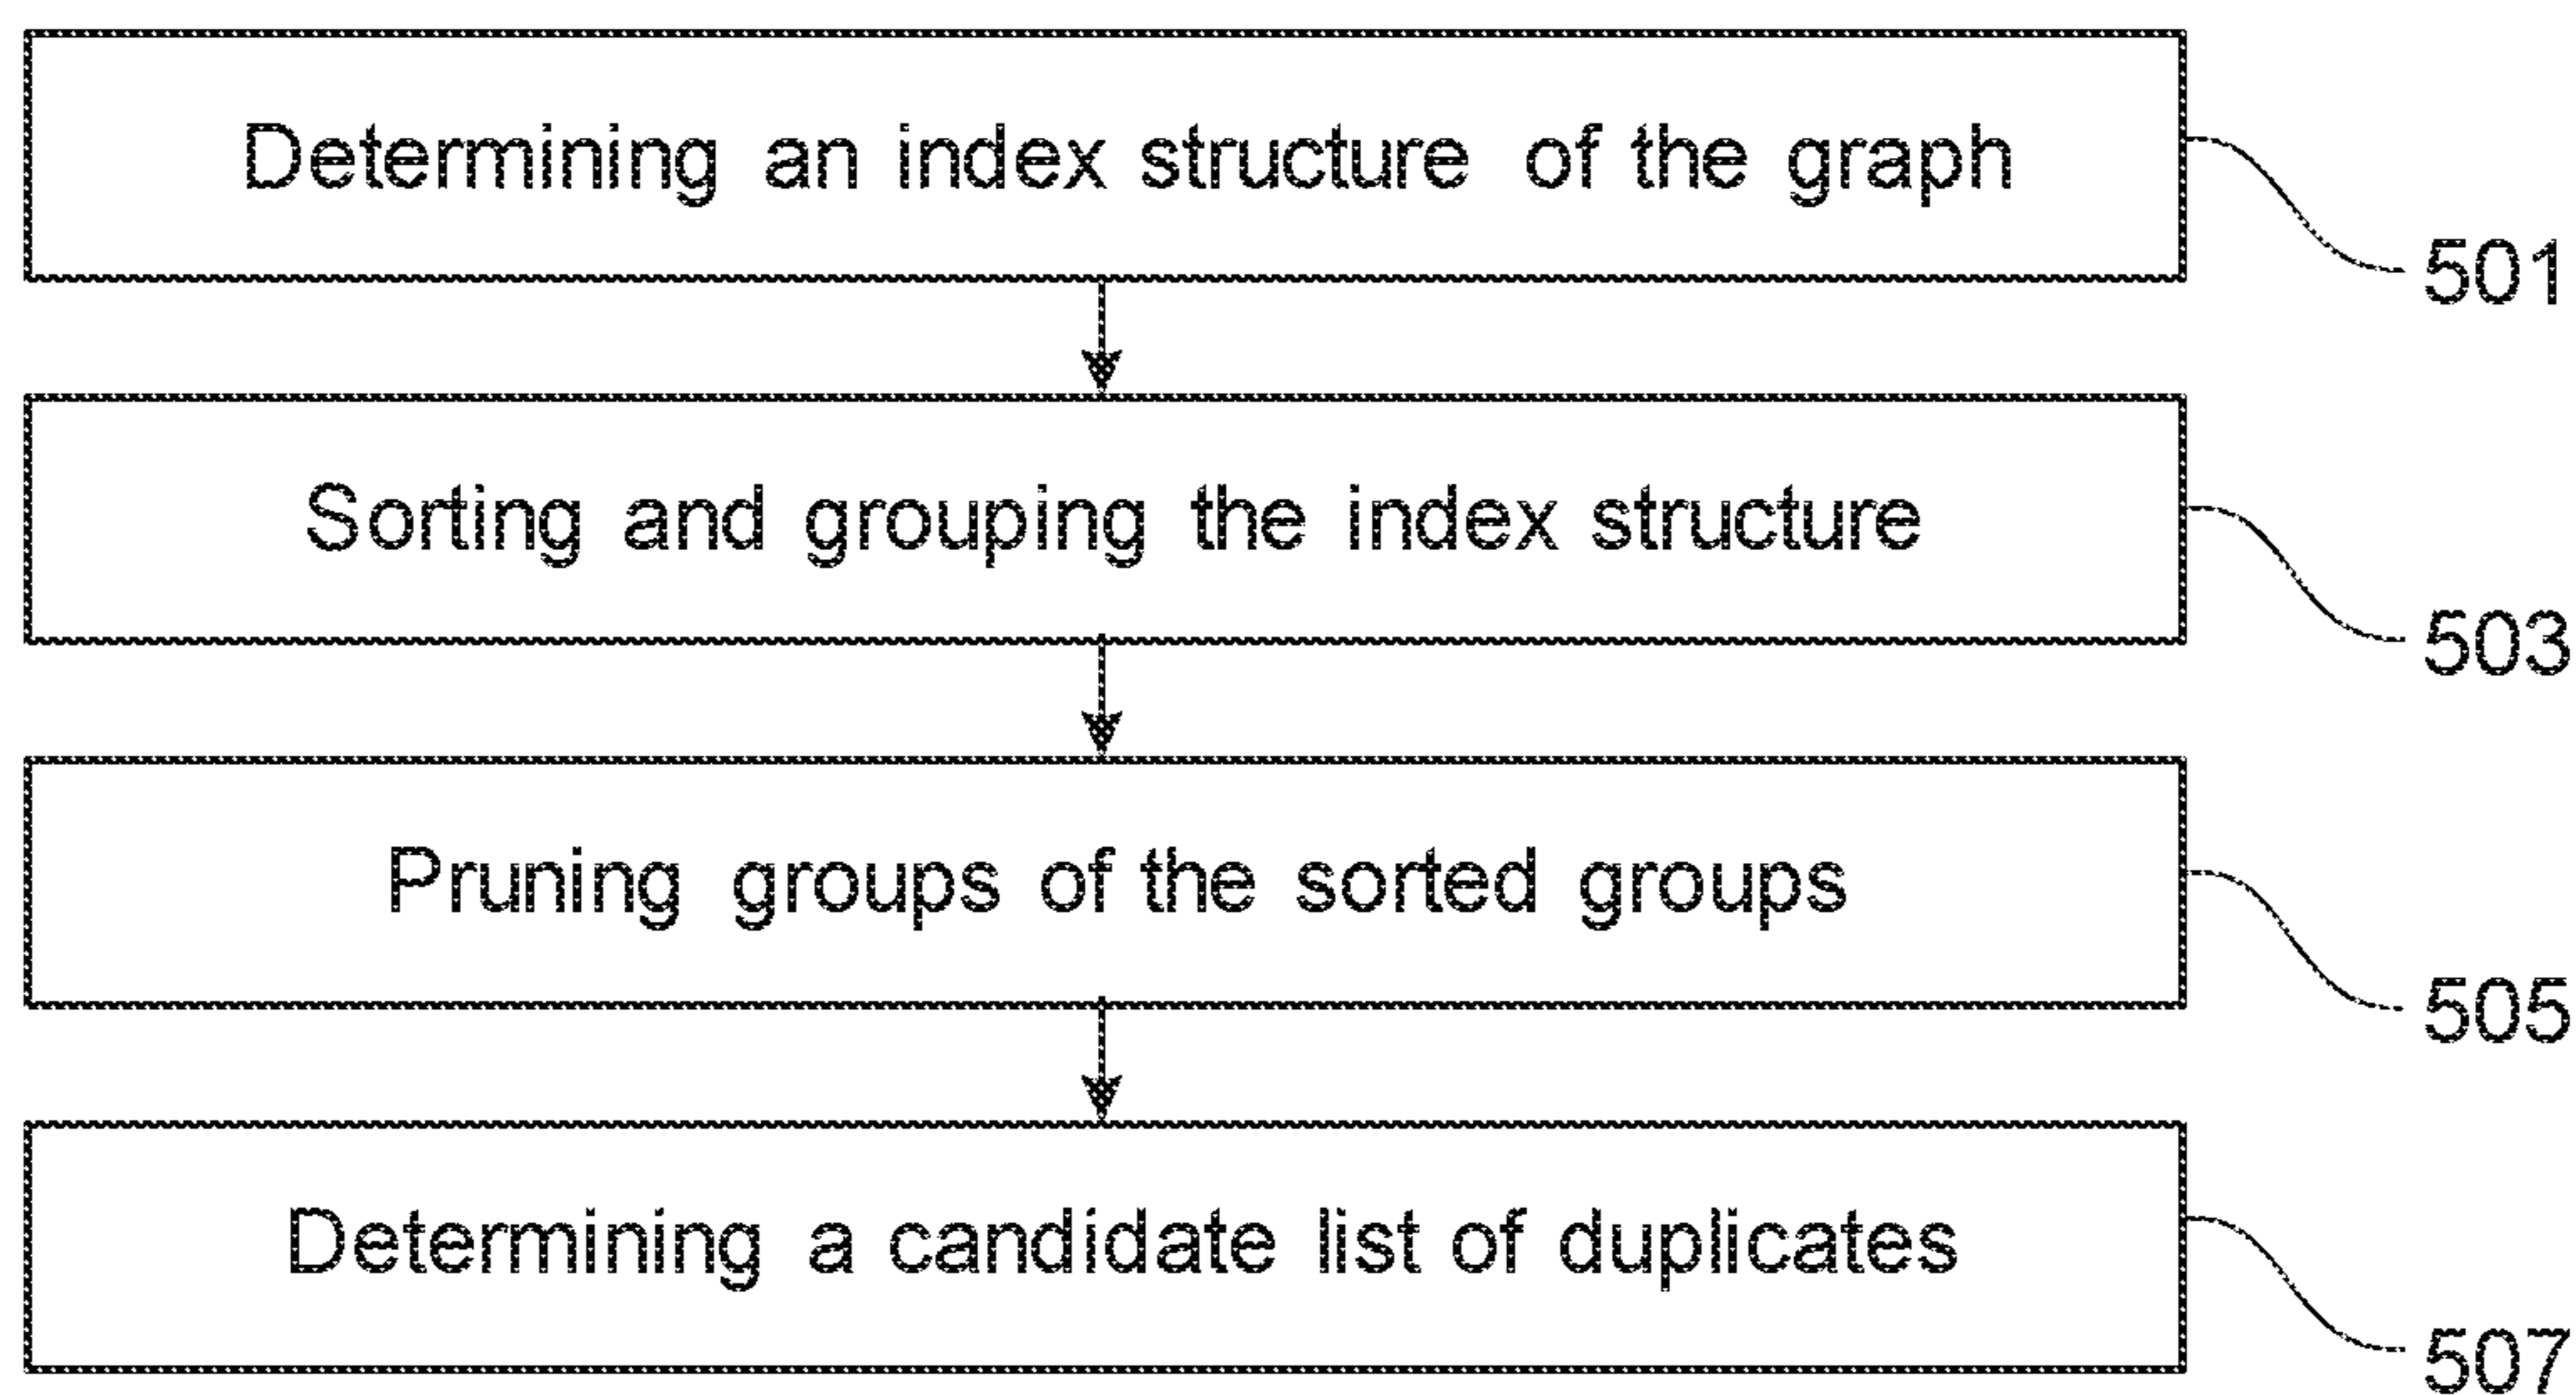 Determining an index structure of the graph
501
Sorting and grouping the index structure
503
Pruning groups of the sorted groups
505
Determining a candidate list of duplicates
507